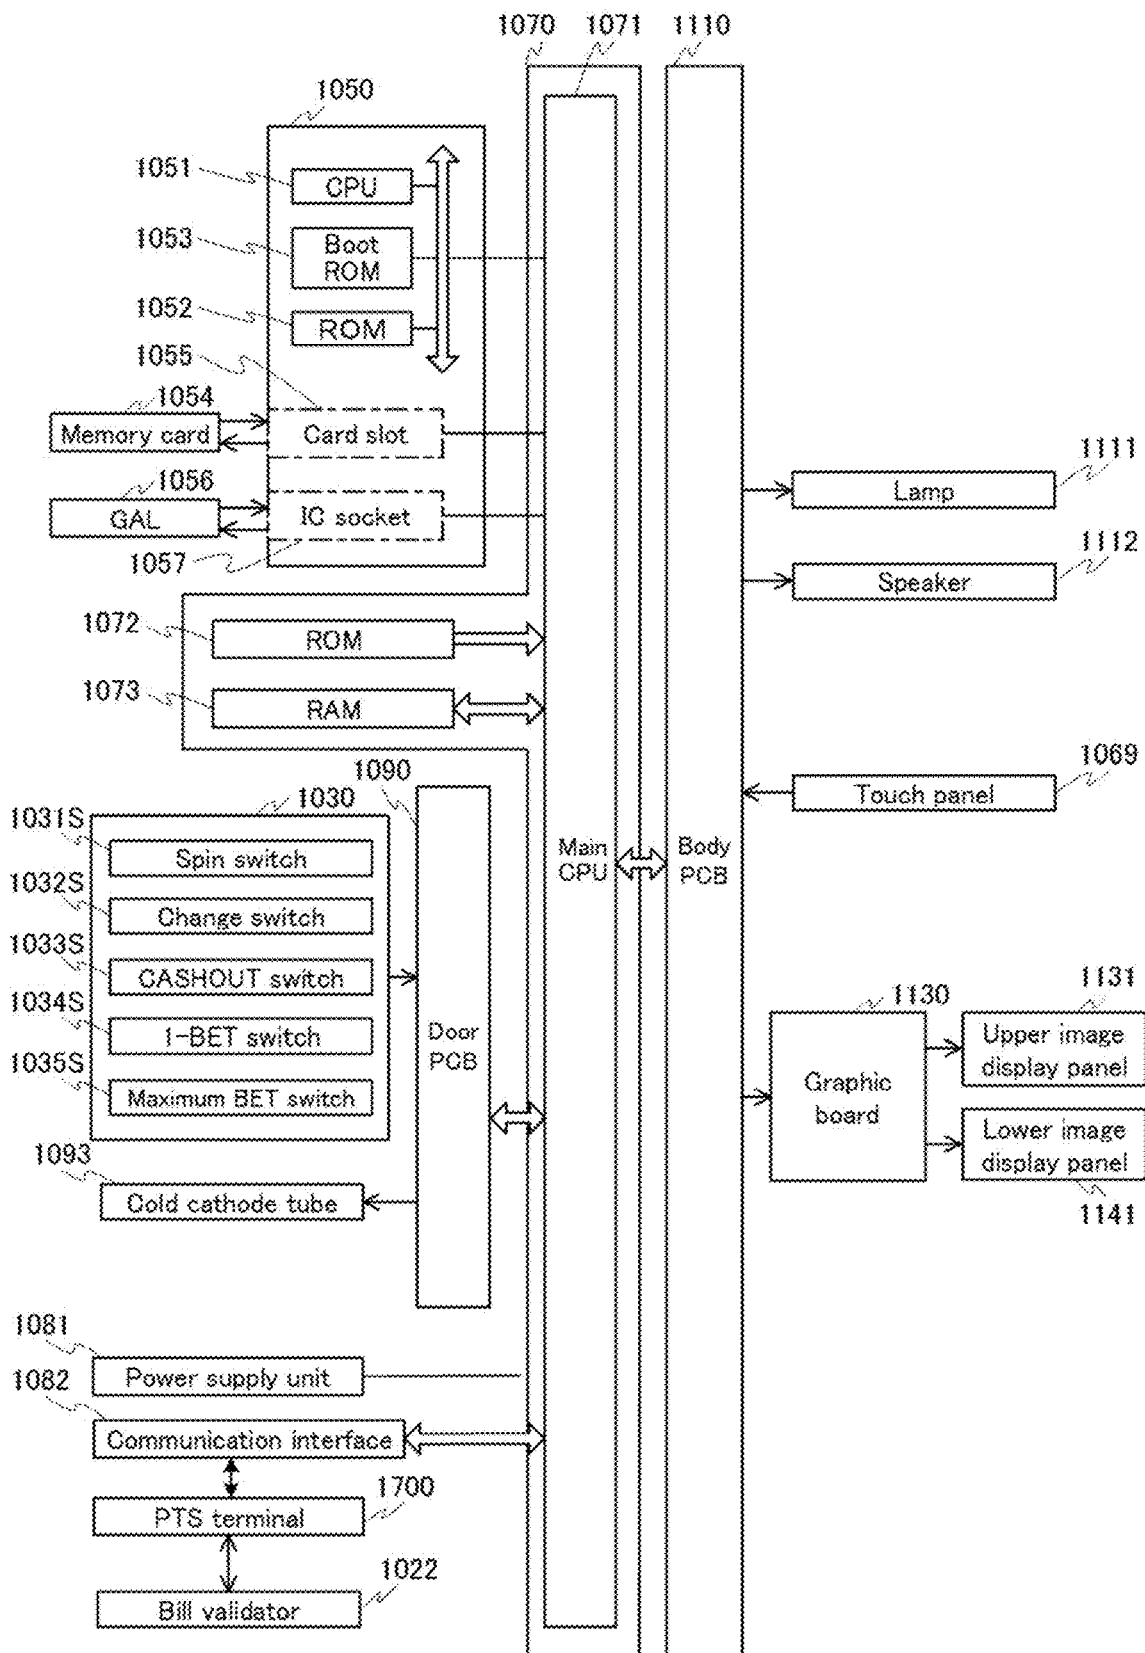 1070
1071
1110
1050
1051
CPU
1053
Boot
ROM
1052
ROM
1055
1054
Memory card
Card slot
1056
GAL
IC socket
1057
1111
Lamp
1112
Speaker
1072
ROM
1073
RAM
1069
Touch panel
1090
1030
1031S
Spin switch
1032S
Change switch
1033S
CASHOUT switch
1034S
1-BET switch
1035S
Maximum BET switch
Door
PCB
Main
CPU
Body
PCB
1093
Cold cathode tube
1130
Graphic
board
1131
Upper image
display panel
Lower image
display panel
1141
1081
Power supply unit
1082
Communication interface
1700
PTS terminal
1022
Bill validator